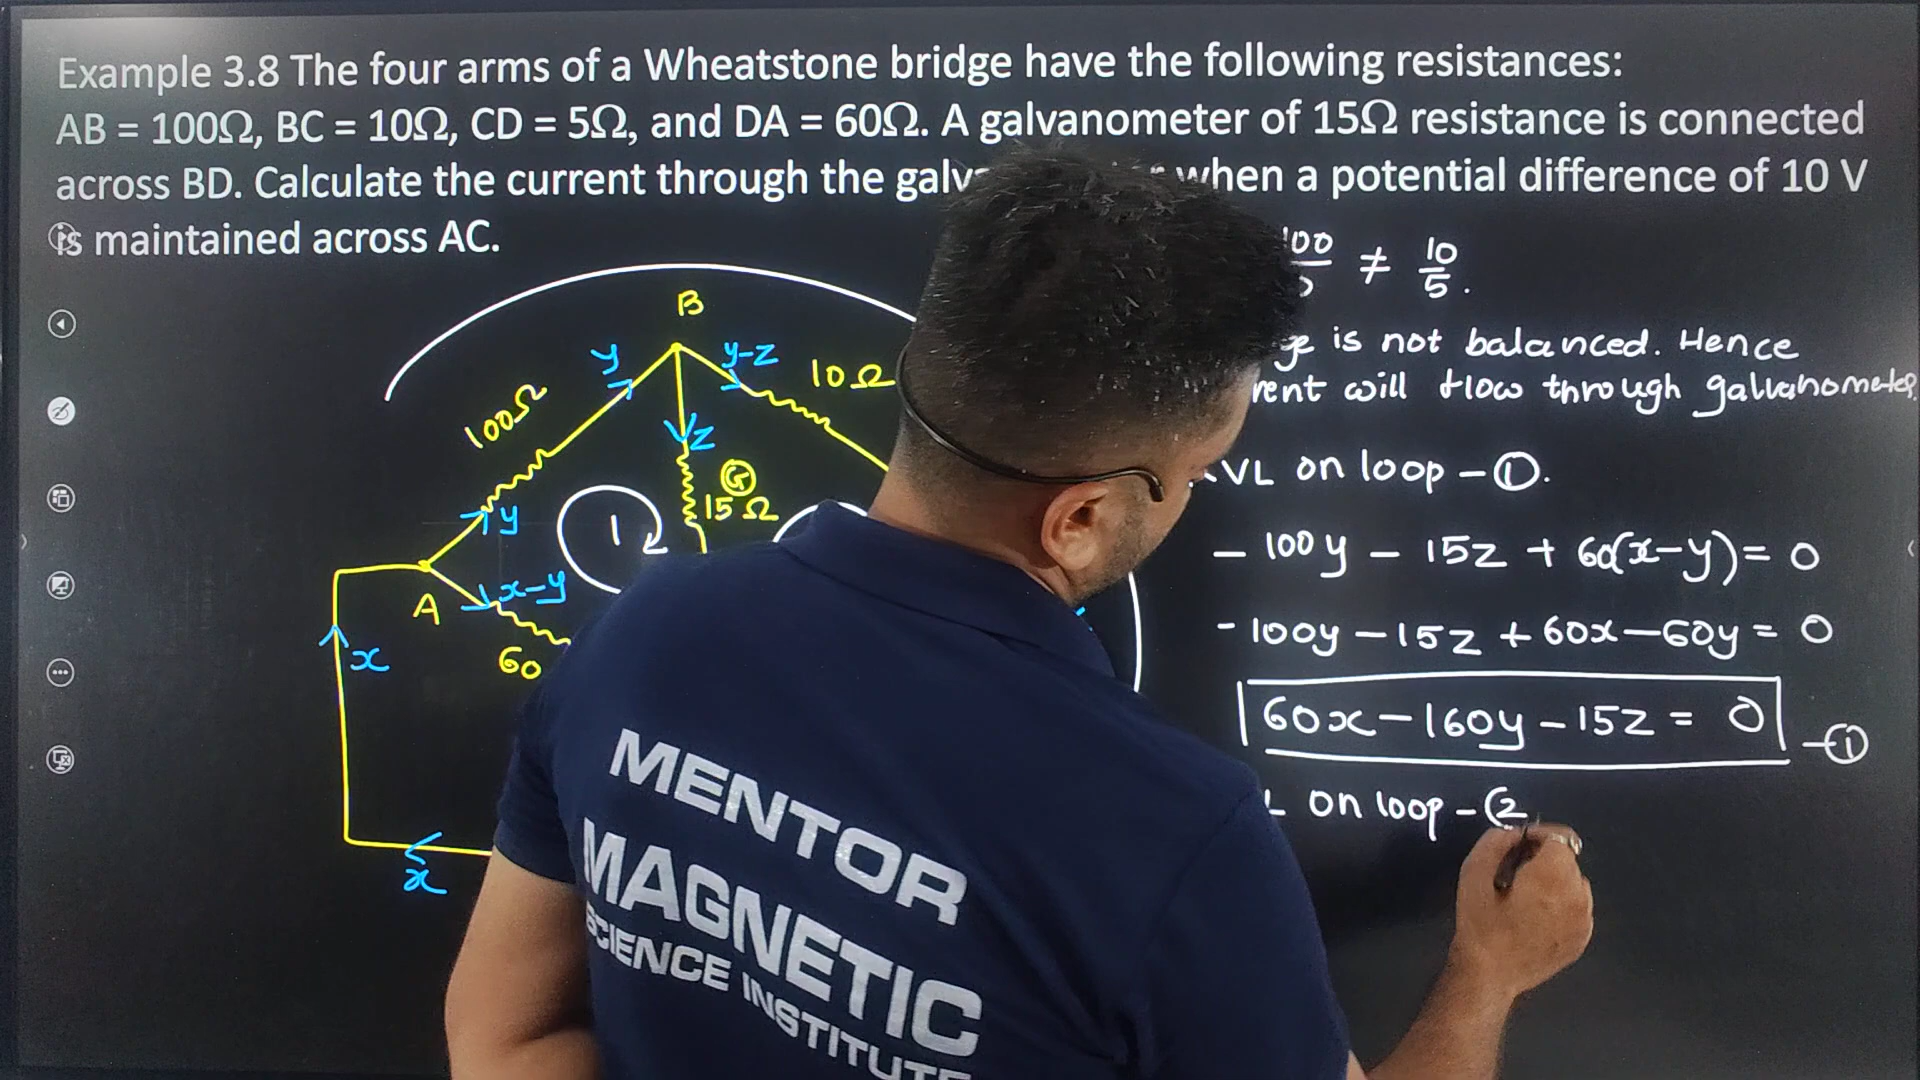 Example 3.8 The four arms of a Wheatstone bridge have the following resistances:
AB = 100Ω, BC = 10Ω, CD = 5Ω, and DA = 60Ω. A galvanometer of 15Ω resistance is connected
across BD. Calculate the current through the galv when a potential difference of 10 V
is maintained across AC.
100 ≠ 10
5.
is not balanced. Hence
will flow through galvanometer
VL on loop - ①.
- 100y - 15z + 60(x-y) = 0
- 100y - 15z + 60x - 60y = 0
60x - 160y - 15z = 0 - ①
L on loop - (2
B
y
y-z
10Ω
100Ω
z
G
15Ω
1
y
x-y
A
60
x
x
MENTOR
MAGNETIC
SCIENCE INSTITUTE